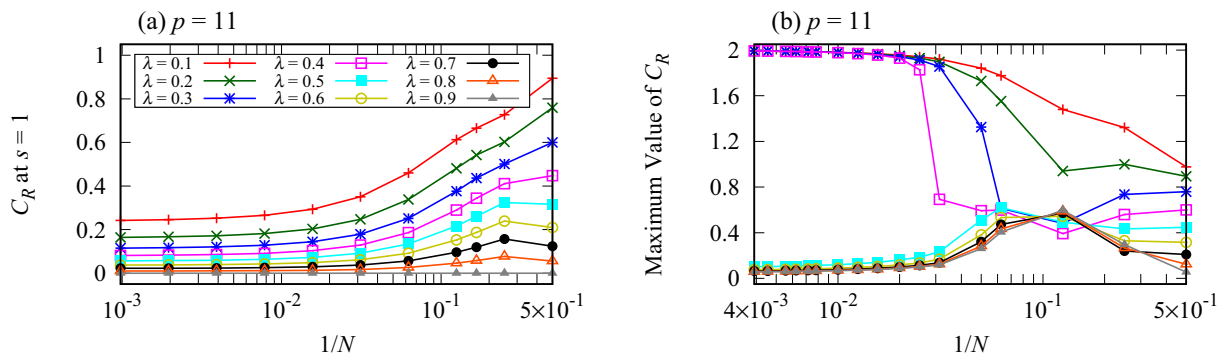 (a) p = 11
C_R at s = 1
1
0.8
0.6
0.4
0.2
0
λ = 0.1 λ = 0.4 λ = 0.7
λ = 0.2 λ = 0.5 λ = 0.8
λ = 0.3 λ = 0.6 λ = 0.9
10⁻³ 10⁻² 10⁻¹ 5×10⁻¹
1/N
(b) p = 11
Maximum Value of C_R
2
1.6
1.2
0.8
0.4
0
4×10⁻³ 10⁻² 10⁻¹ 5×10⁻¹
1/N